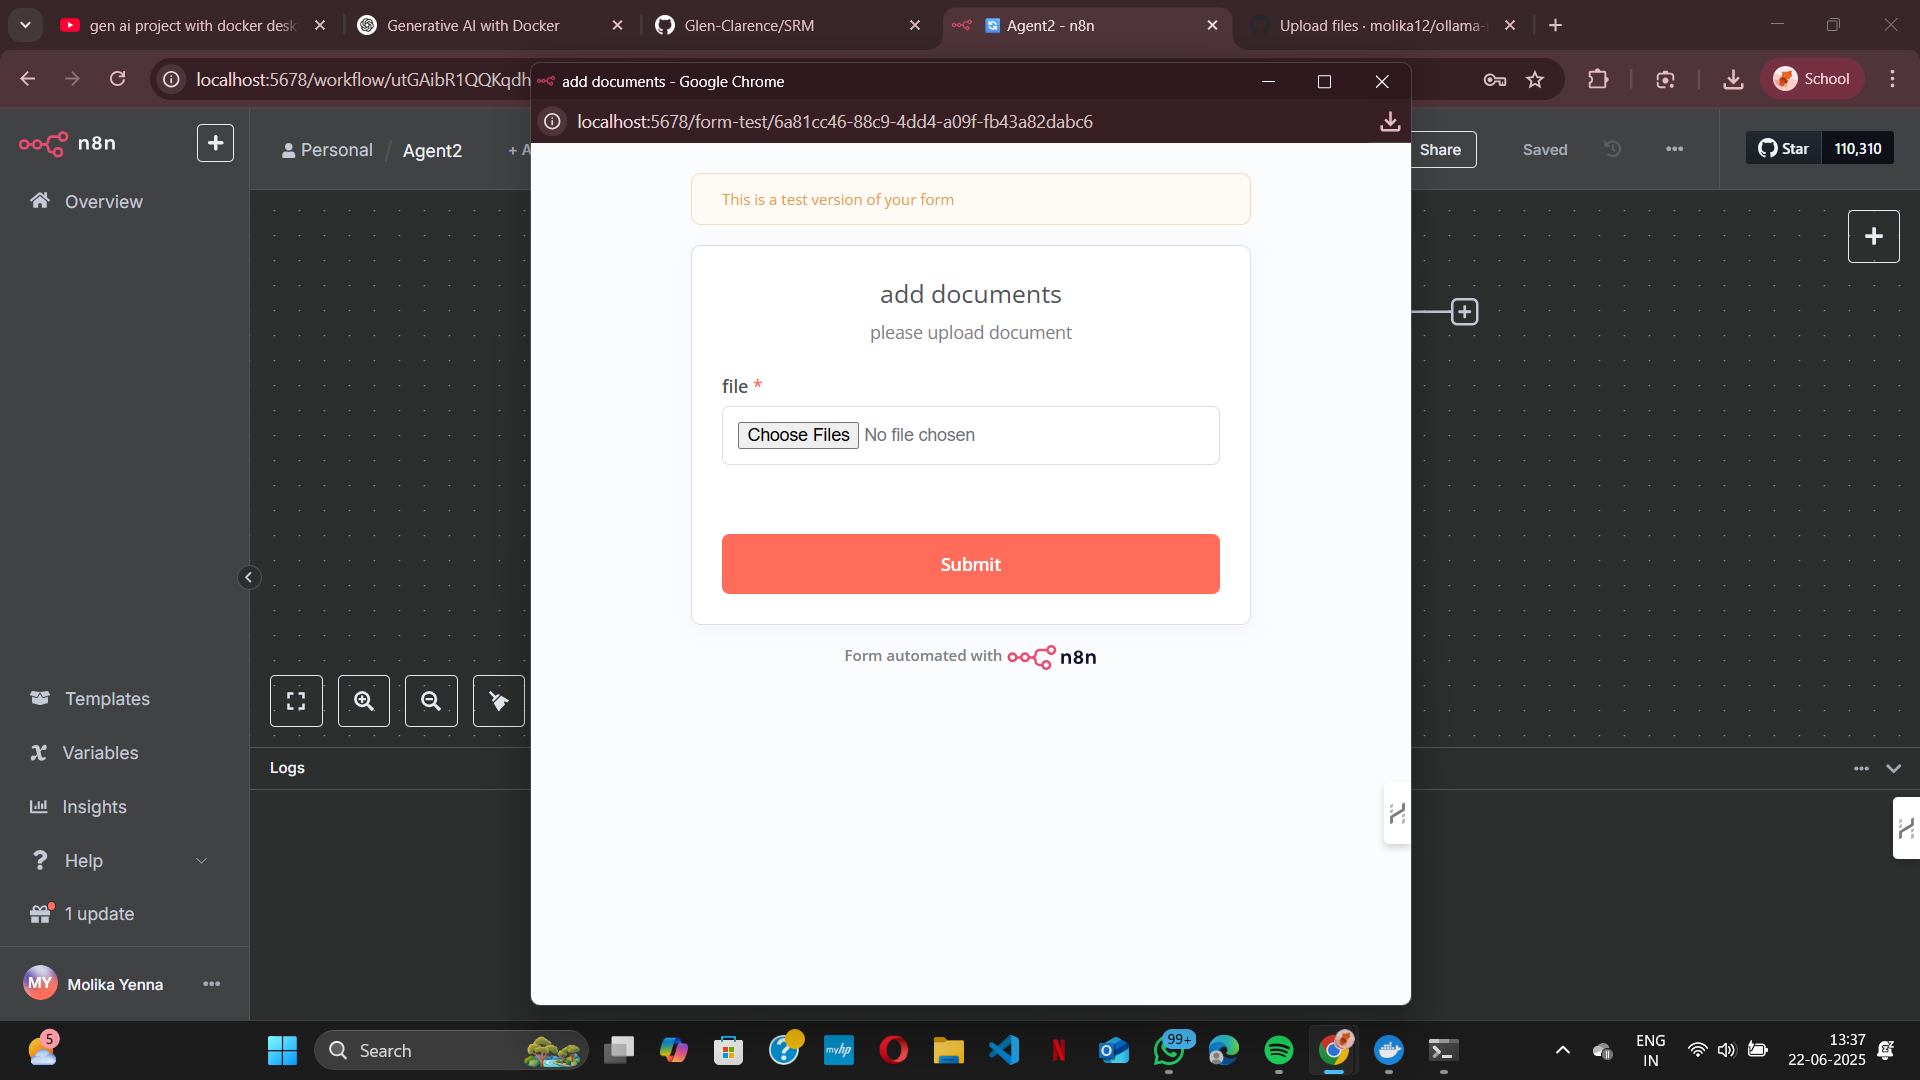 gen ai project with docker desk
Generative AI with Docker
Glen-Clarence/SRM
Agent2 - n8n
Upload files · molika12/ollama-
localhost:5678/workflow/utGAibR1QQKqdh
School
add documents - Google Chrome
localhost:5678/form-test/6a81cc46-88c9-4dd4-a09f-fb43a82dabc6
n8n
Personal / Agent2
+ A
Share
Saved
Star
110,310
Overview
This is a test version of your form
add documents
please upload document
file *
Choose Files No file chosen
Submit
Form automated with n8n
Templates
Variables
Insights
Help
1 update
Logs
MY Molika Yenna
5
Search
myhp
99+
ENG
IN
13:37
22-06-2025